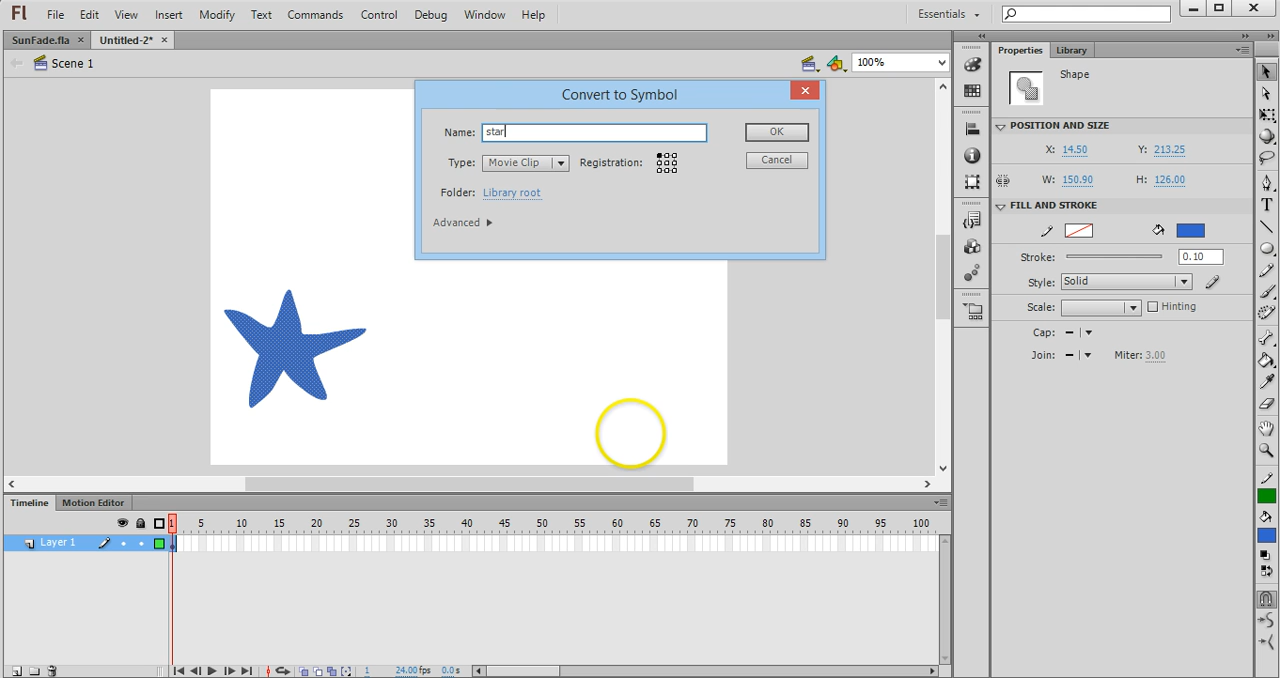 Fl File Edit View Insert Modify Text Commands Control Debug Window Help Essentials
SunFade.fla × Untitled-2* ×
Scene 1 100%
Convert to Symbol
Name: star OK
Type: Movie Clip Registration: Cancel
Folder: Library root
Advanced
Properties Library
Shape
POSITION AND SIZE
X: 14.50 Y: 213.25
W: 150.90 H: 126.00
FILL AND STROKE
Stroke: 0.10
Style: Solid
Scale: Hinting
Cap:
Join: Miter: 3.00
Timeline Motion Editor
1 5 10 15 20 25 30 35 40 45 50 55 60 65 70 75 80 85 90 95 100
Layer 1
1 24.00 fps 0.0 s